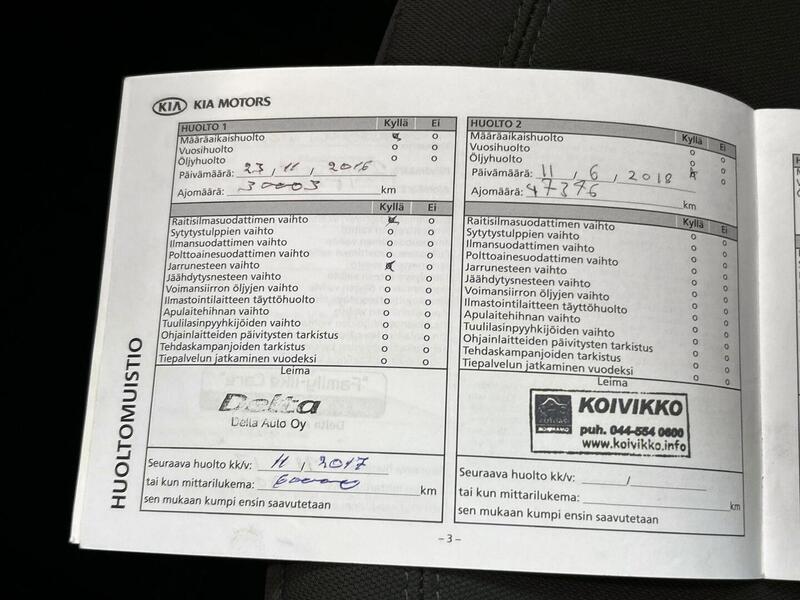 KIA KIA MOTORS
HUOLTO 1 Kyllä Ei
Määräaikaishuolto
Vuosihuolto o o
Öljyhuolto o o
Päivämäärä: 23, 11, 2016
Ajomäärä: 30003 km
Kyllä Ei
Raitisilmasuodattimen vaihto
Sytytystulppien vaihto
Ilmansuodattimen vaihto
Polttoainesuodattimen vaihto
Jarrunesteen vaihto
Jäähdytysnesteen vaihto
Voimansiirron öljyjen vaihto
Ilmastointilaitteen täyttöhuolto
Apulaitehihnan vaihto
Tuulilasinpyyhkijöiden vaihto
Ohjainlaitteiden päivitysten tarkistus
Tehdaskampanjoiden tarkistus
Tiepalvelun jatkaminen vuodeksi
Leima
Delta
Delta Auto Oy
Seuraava huolto kk/v: 11, 2017
tai kun mittarilukema: 60000 km
sen mukaan kumpi ensin saavutetaan
HUOLTO 2 Kyllä Ei
Määräaikaishuolto
Vuosihuolto
Öljyhuolto
Päivämäärä: 11, 6, 2018
Ajomäärä: 47376 km
Kyllä Ei
Raitisilmasuodattimen vaihto
Sytytystulppien vaihto
Ilmansuodattimen vaihto
Polttoainesuodattimen vaihto
Jarrunesteen vaihto
Jäähdytysnesteen vaihto
Voimansiirron öljyjen vaihto
Ilmastointilaitteen täyttöhuolto
Apulaitehihnan vaihto
Tuulilasinpyyhkijöiden vaihto
Ohjainlaitteiden päivitysten tarkistus
Tehdaskampanjoiden tarkistus
Tiepalvelun jatkaminen vuodeksi
Leima
KOIVIKKO
puh. 044-554 0600
www.koivikko.info
Seuraava huolto kk/v: /
tai kun mittarilukema: km
sen mukaan kumpi ensin saavutetaan
HUOLTOMUISTIO
–3–